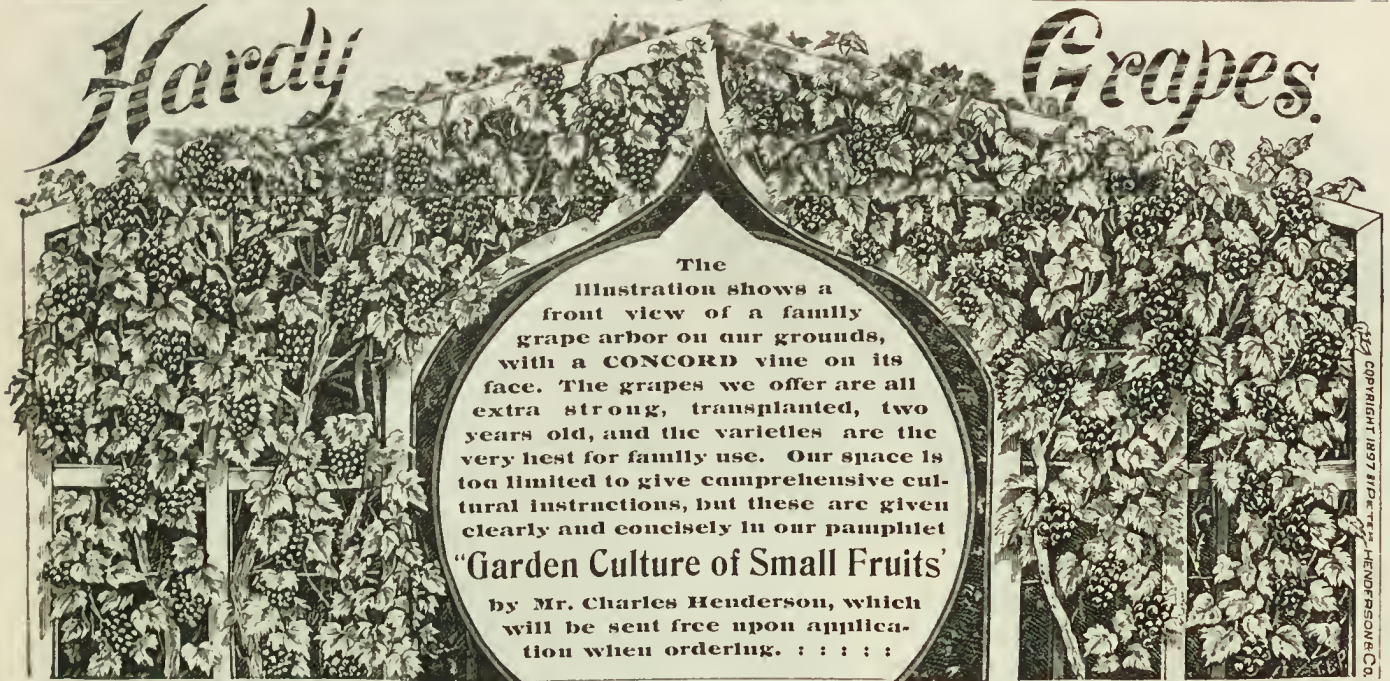 Hardy Grapes.
The
illustration shows a
front view of a family
grape arbor on our grounds,
with a CONCORD vine on its
face. The grapes we offer are all
extra strong, transplanted, two
years old, and the varieties are the
very best for family use. Our space is
too limited to give comprehensive cul-
tural instructions, but these are given
clearly and concisely in our pamphlet
"Garden Culture of Small Fruits'
by Mr. Charles Henderson, which
will be sent free upon applica-
tion when ordering. : : : : :
COPYRIGHT 1897 BY PETER HENDERSON & Co.